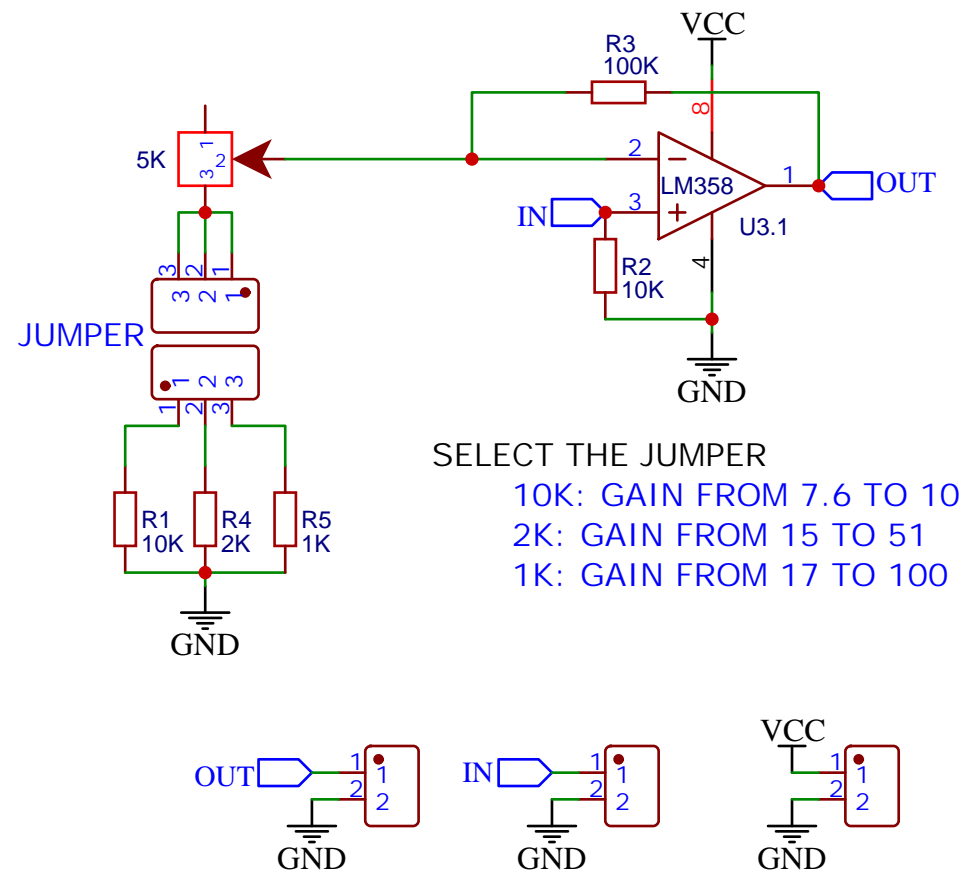 VCC
R3
100K
8
5K
1
2
3
2
1
LM358
OUT
IN
3
U3.1
4
R2
10K
3 2 1
3 2 1
JUMPER
1 2 3
1 2 3
GND
SELECT THE JUMPER
10K: GAIN FROM 7.6 TO 10
2K: GAIN FROM 15 TO 51
1K: GAIN FROM 17 TO 100
R1
10K
R4
2K
R5
1K
GND
OUT
1 1
2 2
GND
IN
1 1
2 2
GND
VCC
1 1
2 2
GND